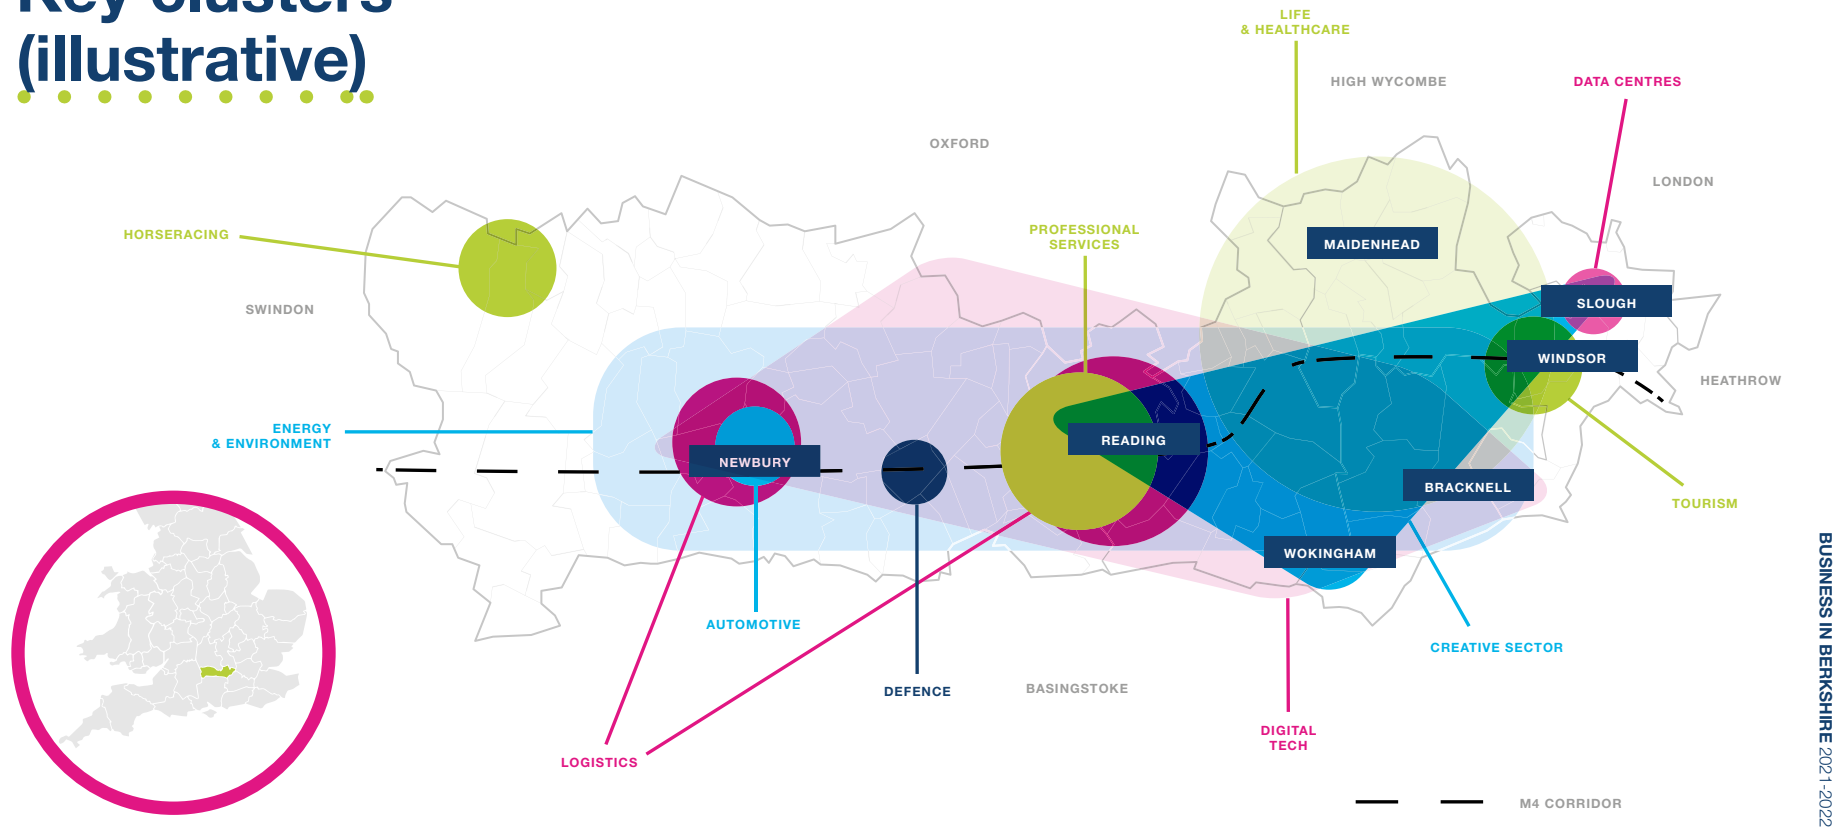 Key clusters
(illustrative)
LIFE
& HEALTHCARE
HIGH WYCOMBE
DATA CENTRES
OXFORD
LONDON
HORSERACING
PROFESSIONAL
SERVICES
MAIDENHEAD
SWINDON
SLOUGH
WINDSOR
HEATHROW
ENERGY
& ENVIRONMENT
READING
NEWBURY
BRACKNELL
TOURISM
WOKINGHAM
AUTOMOTIVE
CREATIVE SECTOR
DEFENCE
BASINGSTOKE
DIGITAL
TECH
LOGISTICS
M4 CORRIDOR
BUSINESS IN BERKSHIRE 2021-2022